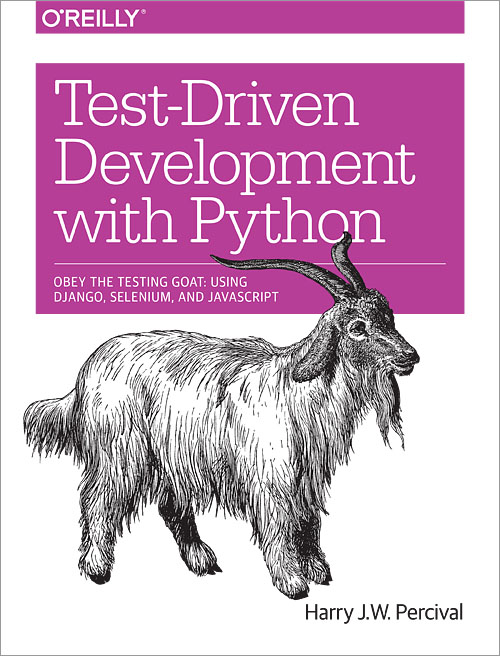 O'REILLY®
Test-Driven
Development
with Python
OBEY THE TESTING GOAT: USING
DJANGO, SELENIUM, AND JAVASCRIPT
Harry J.W. Percival